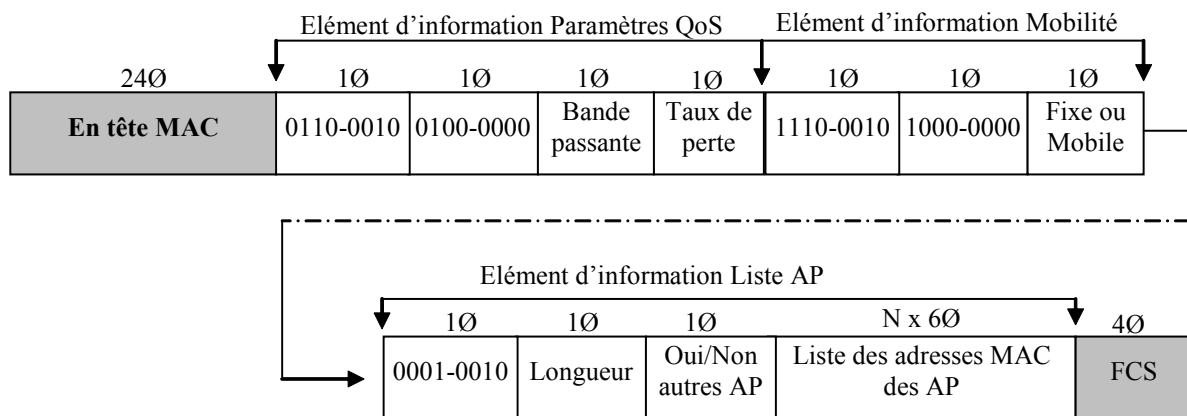 Elément d'information Paramètres QoS Elément d'information Mobilité
24Ø 1Ø 1Ø 1Ø 1Ø 1Ø 1Ø 1Ø
En tête MAC 0110-0010 0100-0000 Bande passante Taux de perte 1110-0010 1000-0000 Fixe ou Mobile
Elément d'information Liste AP
1Ø 1Ø 1Ø N x 6Ø 4Ø
0001-0010 Longueur Oui/Non autres AP Liste des adresses MAC des AP FCS